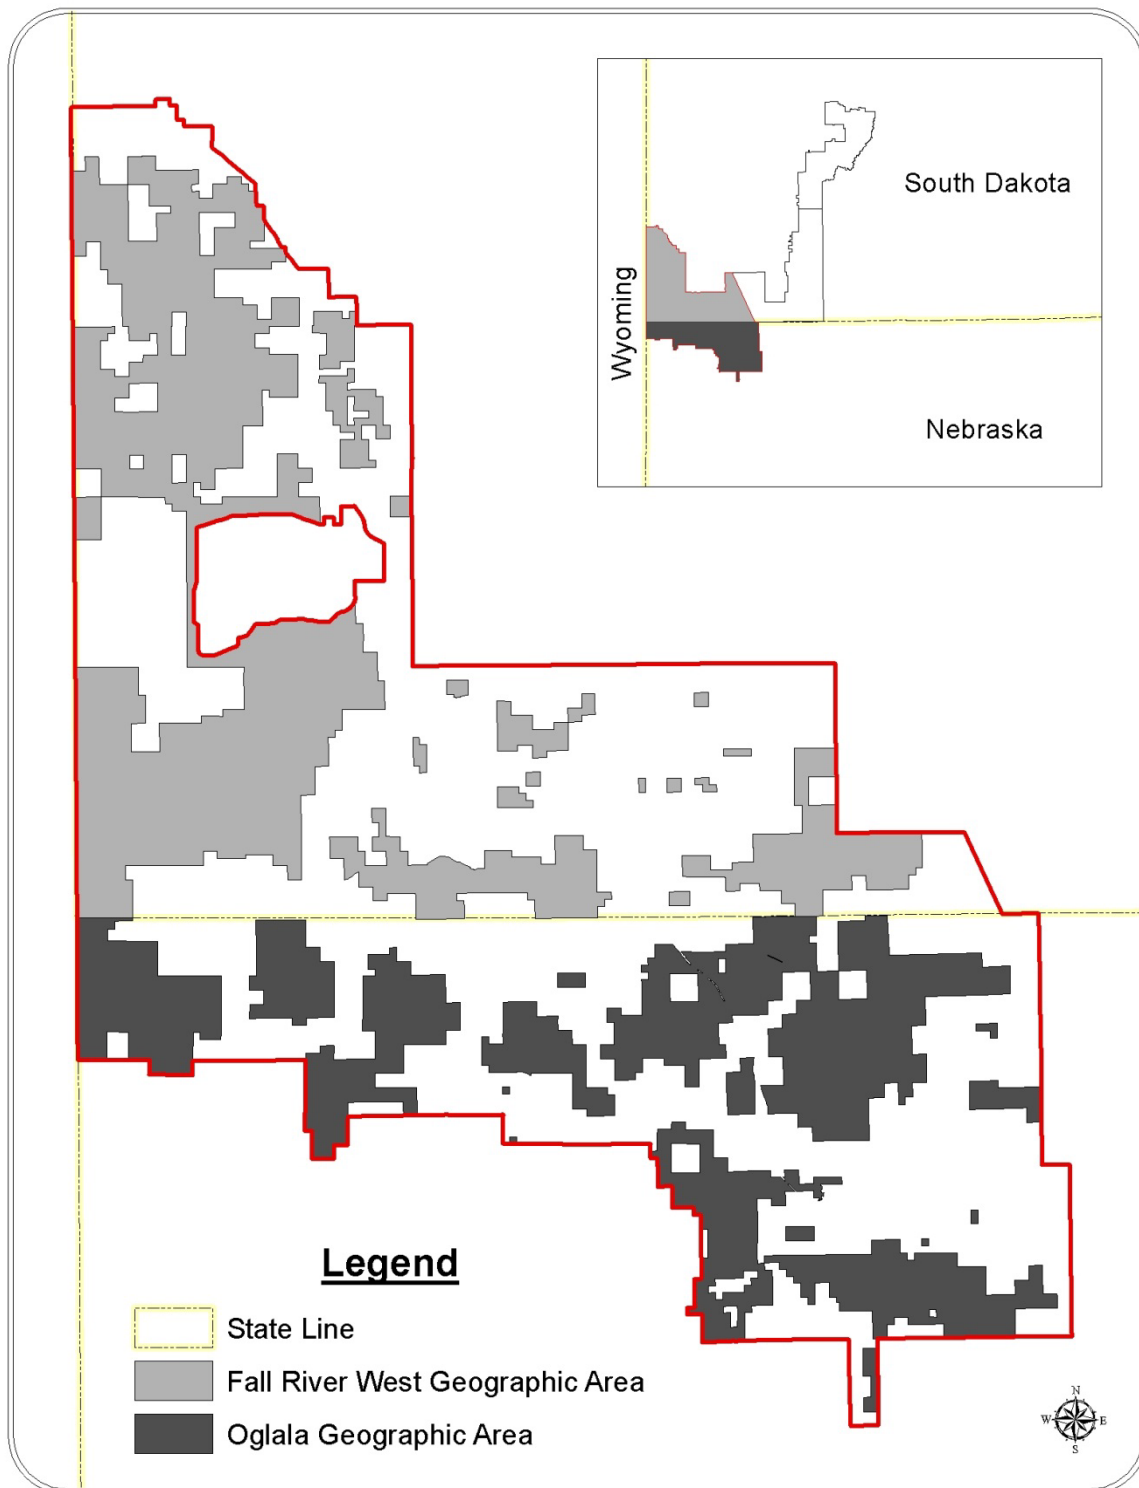 South Dakota
Wyoming
Nebraska
Legend
State Line
Fall River West Geographic Area
Oglala Geographic Area
N
W E
S